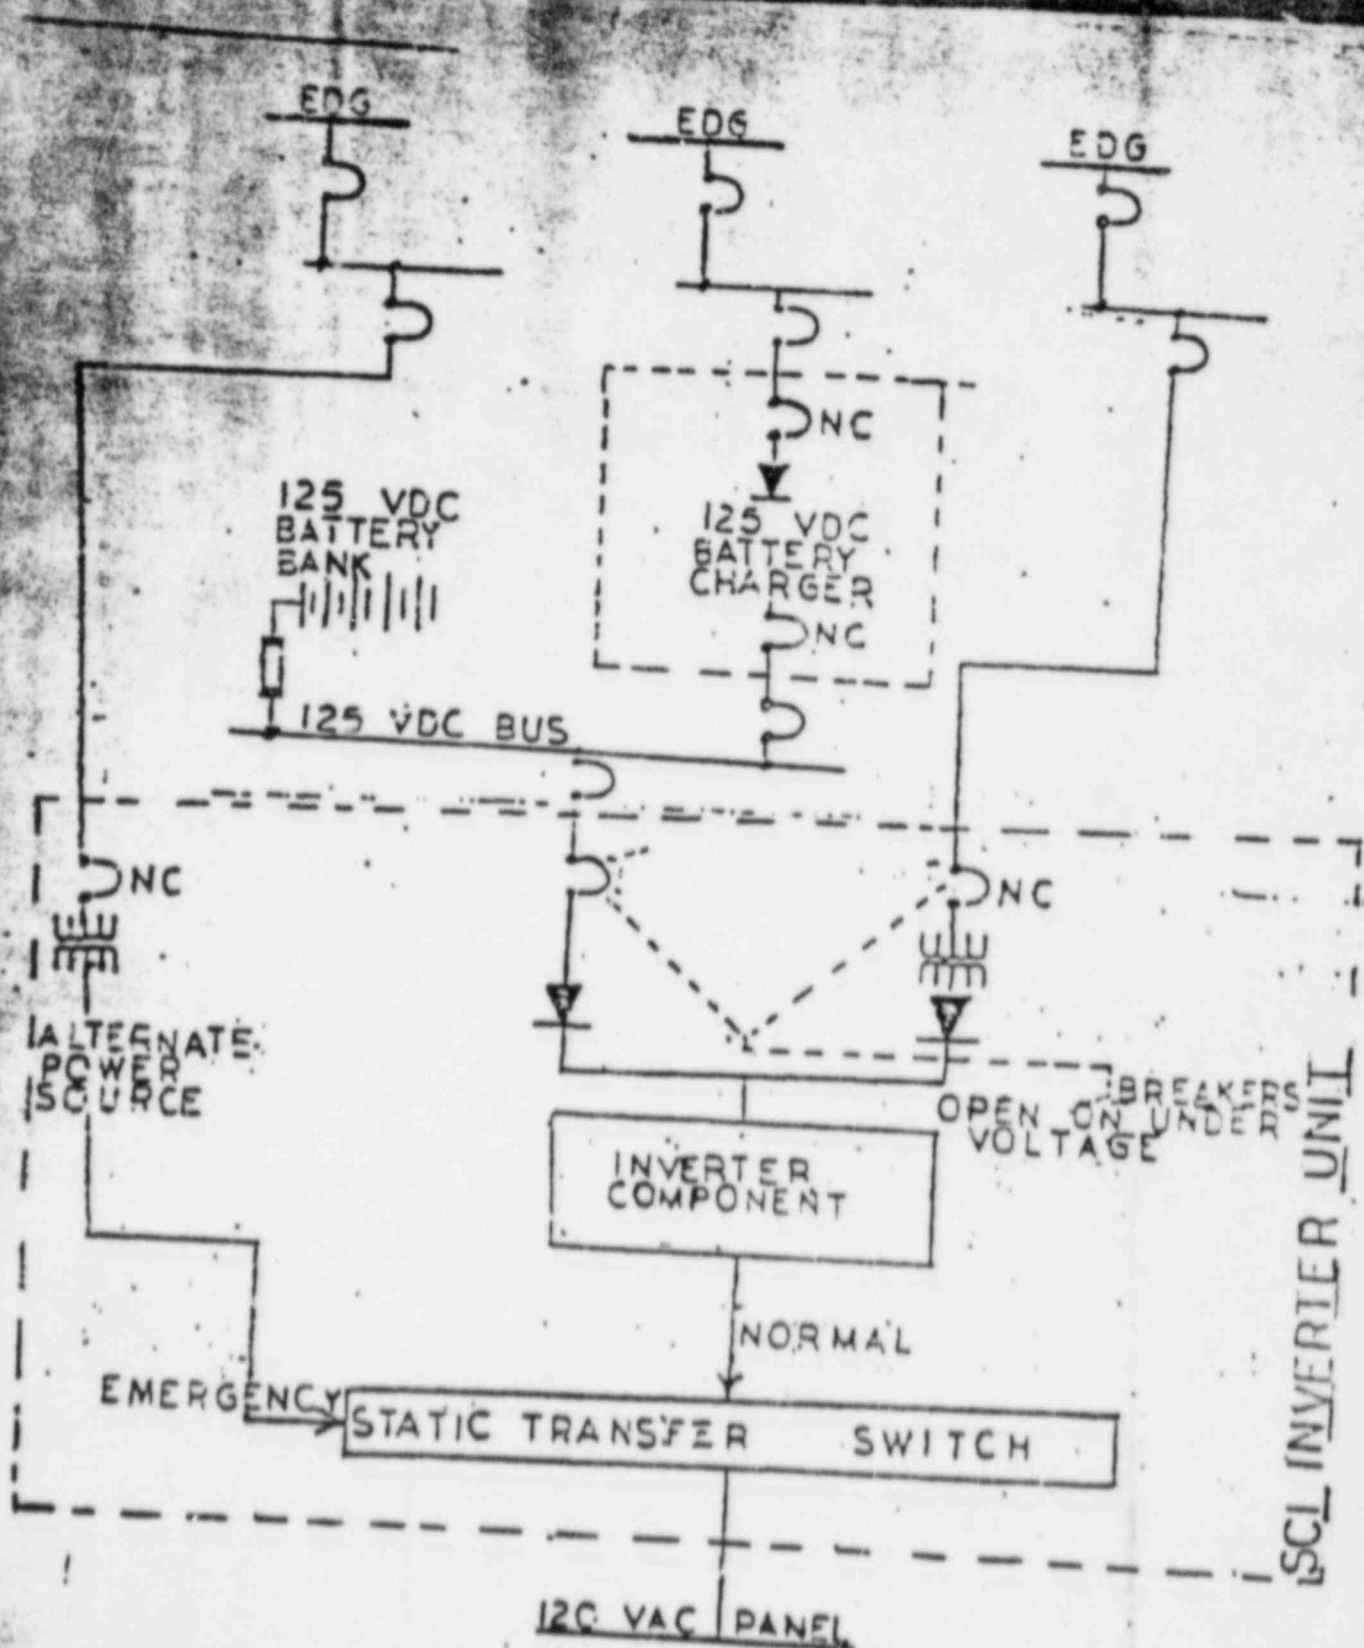 EDG
EDG
EDG
NC
125 VDC
BATTERY
BANK
125 VDC
BATTERY
CHARGER
NC
125 VDC BUS
NC
NC
ALTERNATE
POWER
SOURCE
BREAKERS
OPEN ON UNDER
VOLTAGE
INVERTER
COMPONENT
NORMAL
EMERGENCY
STATIC TRANSFER SWITCH
SCI INVERTER UNIT
120 VAC PANEL